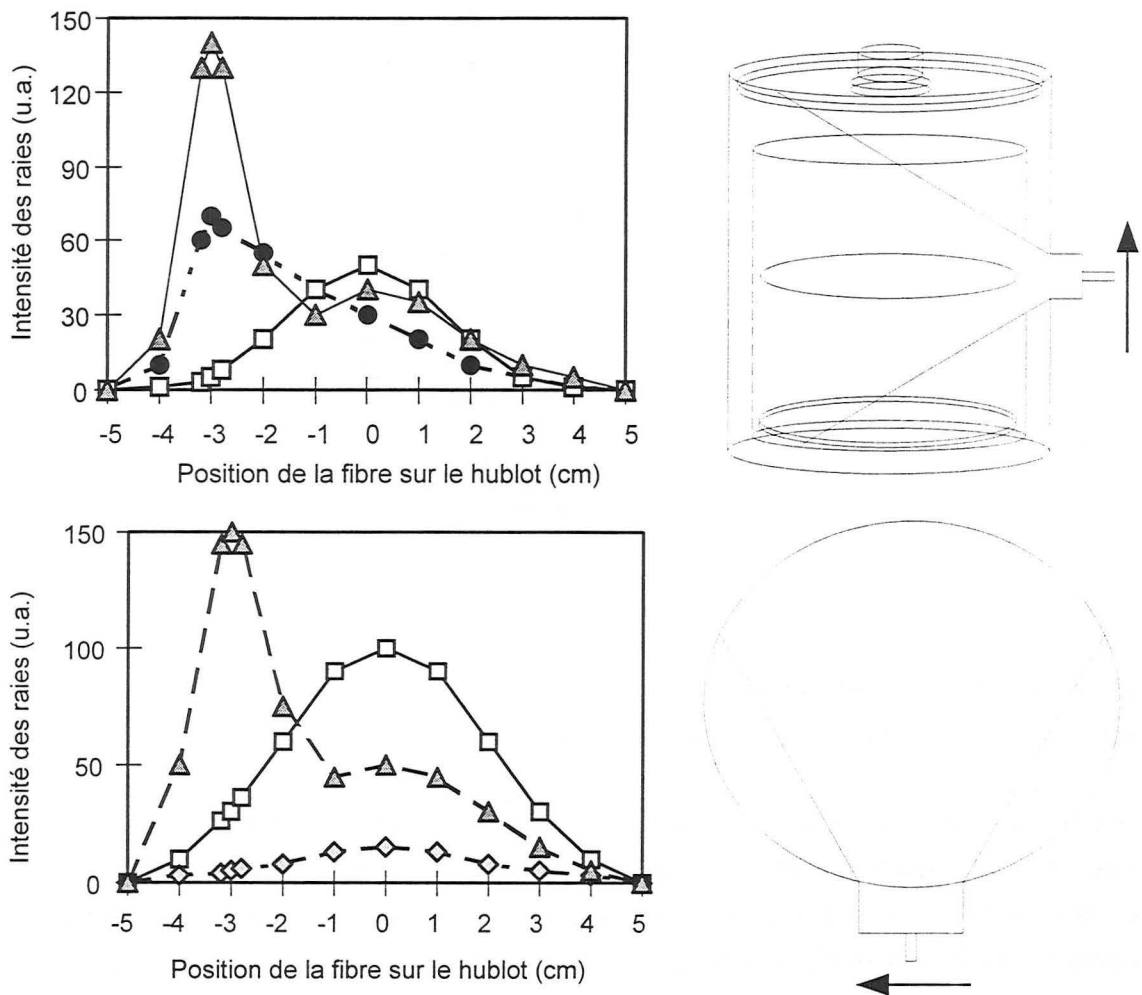 Intensité des raies (u.a.)
150
120
90
60
30
0
-5 -4 -3 -2 -1 0 1 2 3 4 5
Position de la fibre sur le hublot (cm)
Intensité des raies (u.a.)
150
100
50
0
-5 -4 -3 -2 -1 0 1 2 3 4 5
Position de la fibre sur le hublot (cm)